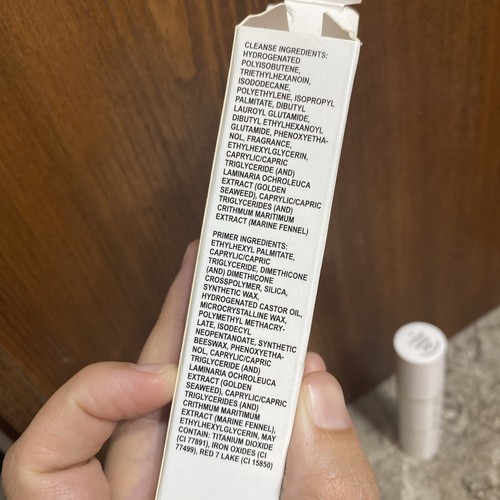 CLEANSE INGREDIENTS:
HYDROGENATED
POLYISOBUTENE,
TRIETHYLHEXANOIN,
ISODODECANE,
POLYETHYLENE, ISOPROPYL
PALMITATE, DIBUTYL
LAUROYL GLUTAMIDE,
DIBUTYL ETHYLHEXANOYL
GLUTAMIDE, PHENOXYETHA-
NOL, FRAGRANCE,
ETHYLHEXYLGLYCERIN,
CAPRYLIC/CAPRIC
TRIGLYCERIDE (AND)
LAMINARIA OCHROLEUCA
EXTRACT (GOLDEN
SEAWEED), CAPRYLIC/CAPRIC
TRIGLYCERIDES (AND)
CRITHMUM MARITIMUM
EXTRACT (MARINE FENNEL)
PRIMER INGREDIENTS:
ETHYLHEXYL PALMITATE,
CAPRYLIC/CAPRIC
TRIGLYCERIDE, DIMETHICONE
(AND) DIMETHICONE
CROSSPOLYMER, SILICA,
SYNTHETIC WAX,
HYDROGENATED CASTOR OIL,
MICROCRYSTALLINE WAX,
POLYMETHYL METHACRY-
LATE, ISODECYL
NEOPENTANOATE, SYNTHETIC
BEESWAX, PHENOXYETHA-
NOL, CAPRYLIC/CAPRIC
TRIGLYCERIDE (AND)
LAMINARIA OCHROLEUCA
EXTRACT (GOLDEN
SEAWEED), CAPRYLIC/CAPRIC
TRIGLYCERIDES (AND)
CRITHMUM MARITIMUM
EXTRACT (MARINE FENNEL),
ETHYLHEXYLGLYCERIN, MAY
CONTAIN: TITANIUM DIOXIDE
(CI 77891), IRON OXIDES (CI
77499), RED 7 LAKE (CI 15850)